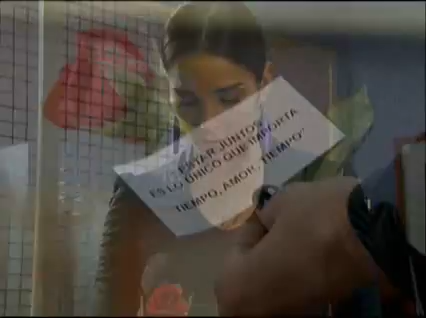 "ESTAR JUNTOS
ES LO ÚNICO QUE IMPORTA
TIEMPO, AMOR, TIEMPO"